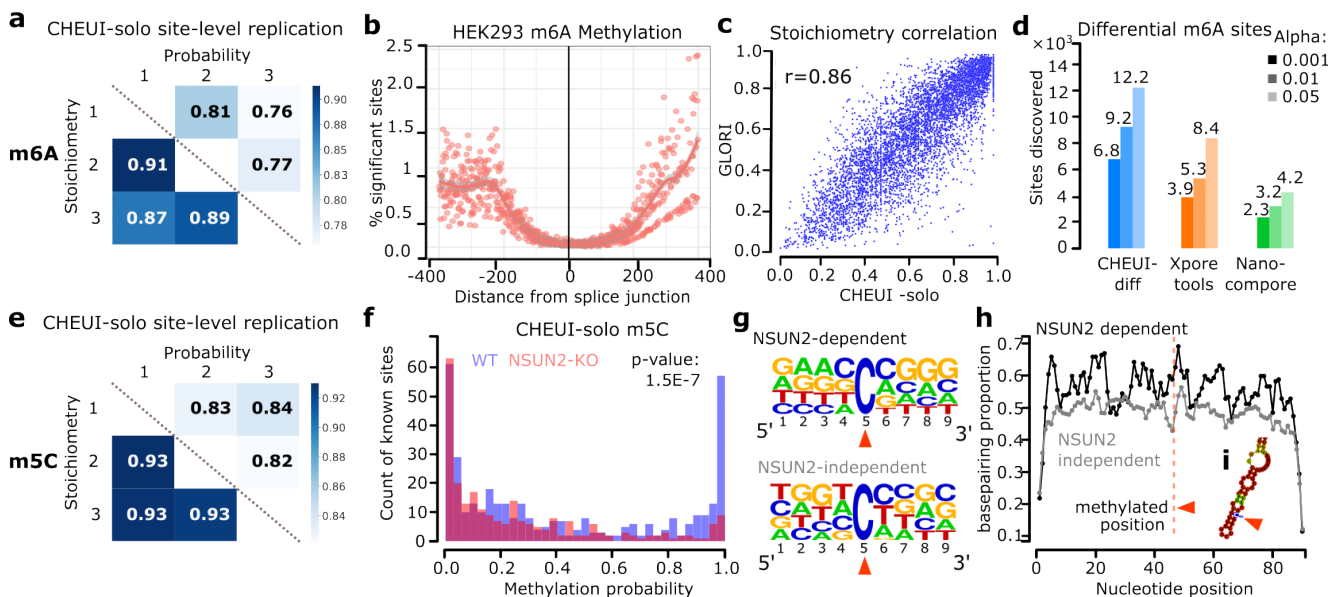 a
CHEUI-solo site-level replication
Probability
1 2 3
Stoichiometry
m6A
1 0.81 0.76
2 0.91 0.77
3 0.87 0.89
0.90
0.88
0.85
0.83
0.80
0.78
b
HEK293 m6A Methylation
% significant sites
2.5
2
1.5
1
0.5
0.0
-400 -200 0 200 400
Distance from splice junction
c
Stoichiometry correlation
r=0.86
GLORI
1.0
0.8
0.6
0.4
0.2
0.0
0.0 0.2 0.4 0.6 0.8 1.0
CHEUI -solo
d
Differential m6A sites
×10³
Alpha:
0.001
0.01
0.05
Sites discovered
14
12
10
8
6
4
2
0
6.8 9.2 12.2
3.9 5.3 8.4
2.3 3.2 4.2
CHEUI-
diff
Xpore
tools
Nano-
compore
e
CHEUI-solo site-level replication
Probability
1 2 3
Stoichiometry
m5C
1 0.83 0.84
2 0.93 0.82
3 0.93 0.93
0.92
0.90
0.88
0.86
0.84
f
CHEUI-solo m5C
WT NSUN2-KO
p-value:
1.5E-7
Count of known sites
60
50
40
30
20
10
0
0.0 0.2 0.4 0.6 0.8 1.0
Methylation probability
g
NSUN2-dependent
GAACCCGGG
AGGG CAC
TTTT GACA
CCCA TTTT
1 2 3 4 5 6 7 8 9
5' 3'
NSUN2-independent
TGGTCCCGC
1 2 3 4 5 6 7 8 9
5' 3'
h
NSUN2 dependent
basepairing proportion
0.7
0.6
0.5
0.4
0.3
0.2
0.1
NSUN2
independent
i
methylated
position
0 20 40 60 80
Nucleotide position